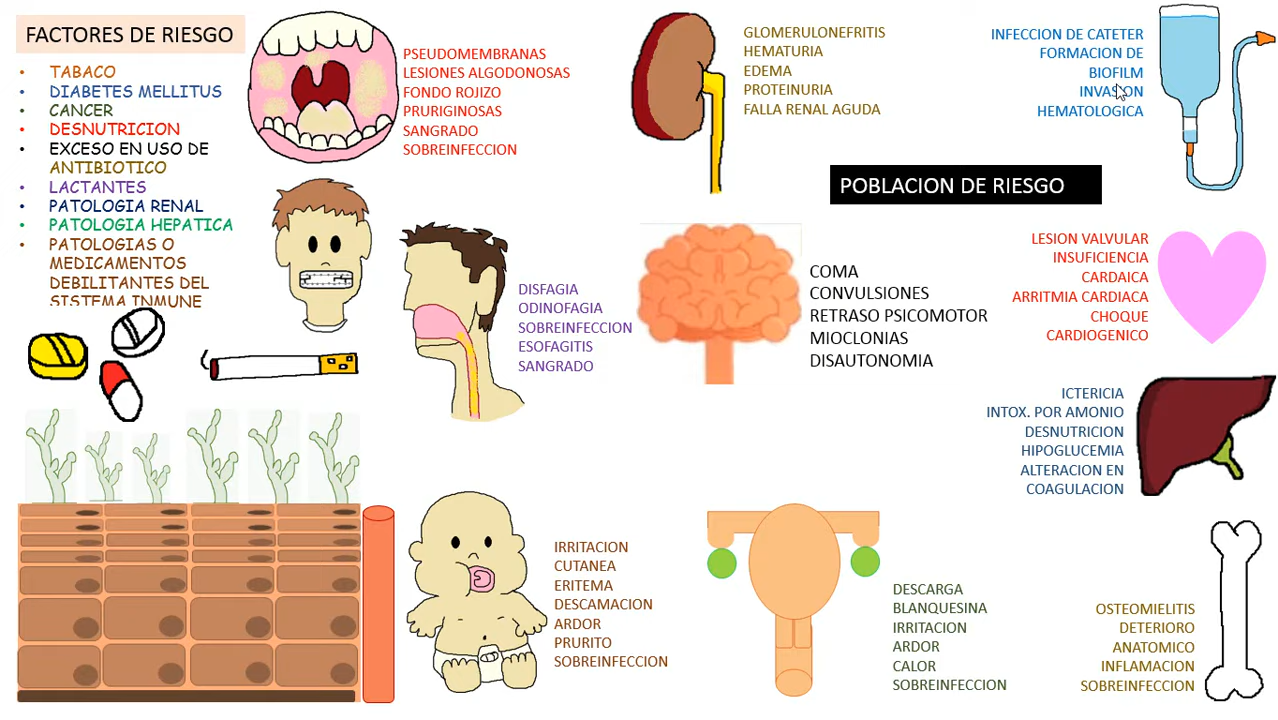 FACTORES DE RIESGO
• TABACO
• DIABETES MELLITUS
• CANCER
• DESNUTRICION
• EXCESO EN USO DE
ANTIBIOTICO
• LACTANTES
• PATOLOGIA RENAL
• PATOLOGIA HEPATICA
• PATOLOGIAS O
MEDICAMENTOS
DEBILITANTES DEL
SISTEMA INMUNE
PSEUDOMEMBRANAS
LESIONES ALGODONOSAS
FONDO ROJIZO
PRURIGINOSAS
SANGRADO
SOBREINFECCION
GLOMERULONEFRITIS
HEMATURIA
EDEMA
PROTEINURIA
FALLA RENAL AGUDA
INFECCION DE CATETER
FORMACION DE
BIOFILM
INVASION
HEMATOLOGICA
POBLACION DE RIESGO
DISFAGIA
ODINOFAGIA
SOBREINFECCION
ESOFAGITIS
SANGRADO
COMA
CONVULSIONES
RETRASO PSICOMOTOR
MIOCLONIAS
DISAUTONOMIA
LESION VALVULAR
INSUFICIENCIA
CARDAICA
ARRITMIA CARDIACA
CHOQUE
CARDIOGENICO
ICTERICIA
INTOX. POR AMONIO
DESNUTRICION
HIPOGLUCEMIA
ALTERACION EN
COAGULACION
IRRITACION
CUTANEA
ERITEMA
DESCAMACION
ARDOR
PRURITO
SOBREINFECCION
DESCARGA
BLANQUESINA
IRRITACION
ARDOR
CALOR
SOBREINFECCION
OSTEOMIELITIS
DETERIORO
ANATOMICO
INFLAMACION
SOBREINFECCION